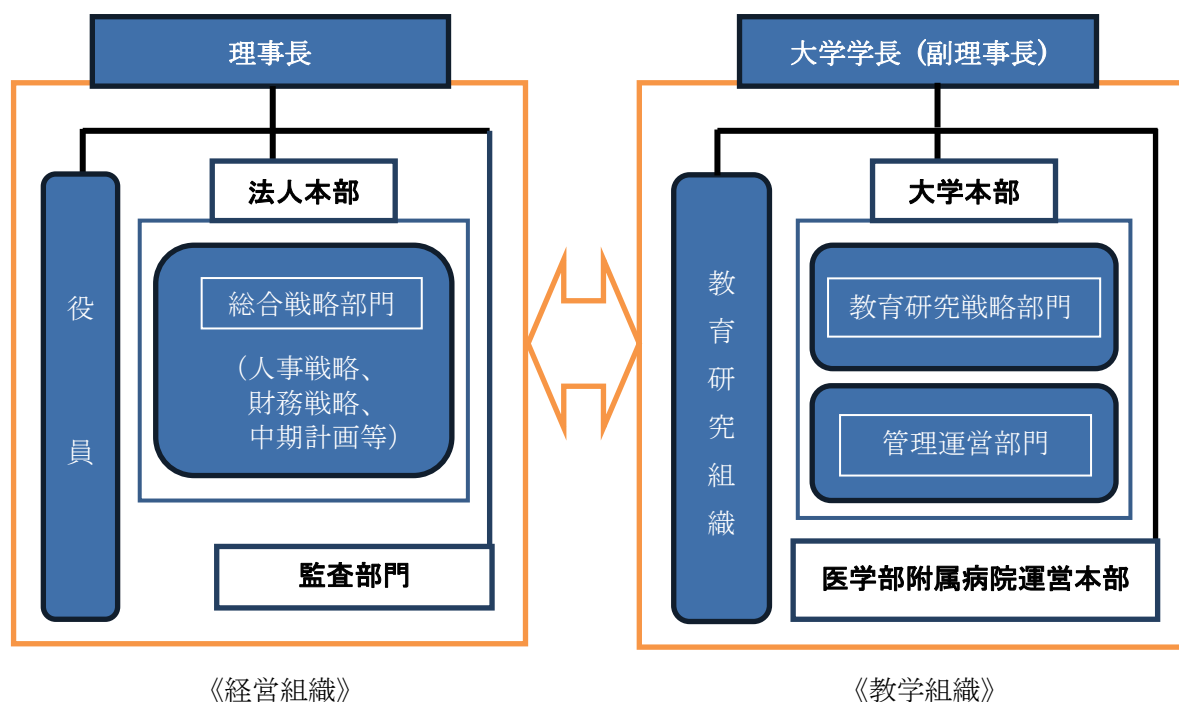 理事長
役員
法人本部
総合戦略部門
（人事戦略、
財務戦略、
中期計画等）
監査部門
《経営組織》
大学学長（副理事長）
教育研究組織
大学本部
教育研究戦略部門
管理運営部門
医学部附属病院運営本部
《教学組織》